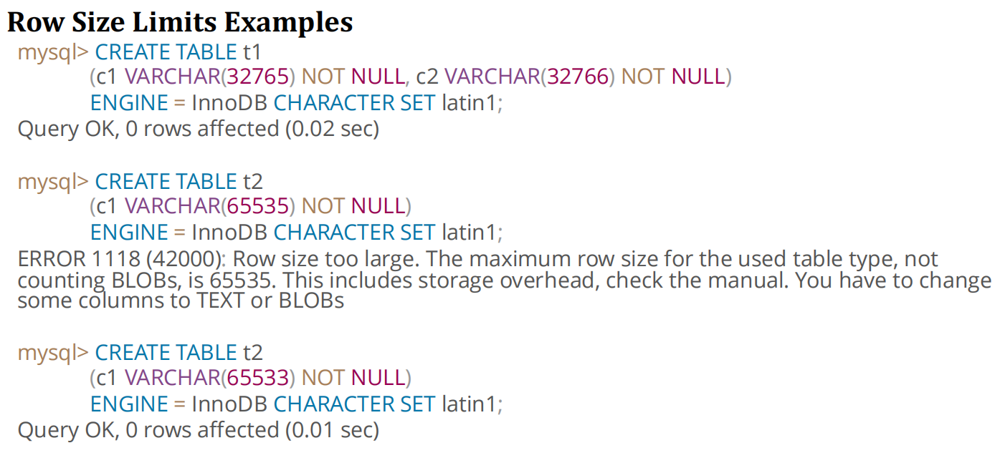 Row Size Limits Examples
mysql> CREATE TABLE t1
(c1 VARCHAR(32765) NOT NULL, c2 VARCHAR(32766) NOT NULL)
ENGINE = InnoDB CHARACTER SET latin1;
Query OK, 0 rows affected (0.02 sec)
mysql> CREATE TABLE t2
(c1 VARCHAR(65535) NOT NULL)
ENGINE = InnoDB CHARACTER SET latin1;
ERROR 1118 (42000): Row size too large. The maximum row size for the used table type, not
counting BLOBs, is 65535. This includes storage overhead, check the manual. You have to change
some columns to TEXT or BLOBs
mysql> CREATE TABLE t2
(c1 VARCHAR(65533) NOT NULL)
ENGINE = InnoDB CHARACTER SET latin1;
Query OK, 0 rows affected (0.01 sec)